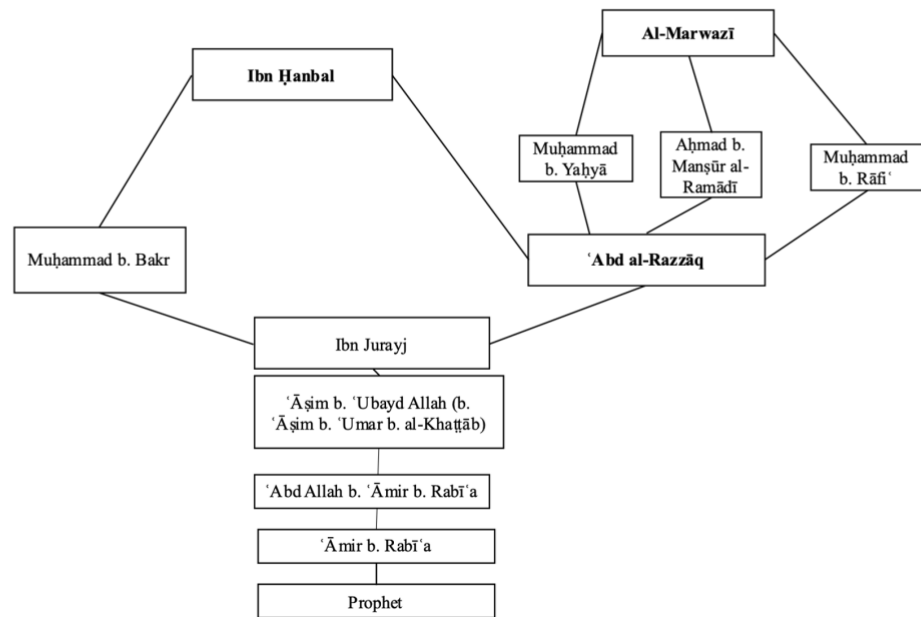 Al-Marwazī
Ibn Ḥanbal
Muḥammad
b. Yaḥyā
Aḥmad b.
Manṣūr al-
Ramādī
Muḥammad
b. Rāfiʿ
Muḥammad b. Bakr
ʿAbd al-Razzāq
Ibn Jurayj
ʿĀṣim b. ʿUbayd Allah (b.
ʿĀṣim b. ʿUmar b. al-Khaṭṭāb)
ʿAbd Allah b. ʿĀmir b. Rabīʿa
ʿĀmir b. Rabīʿa
Prophet